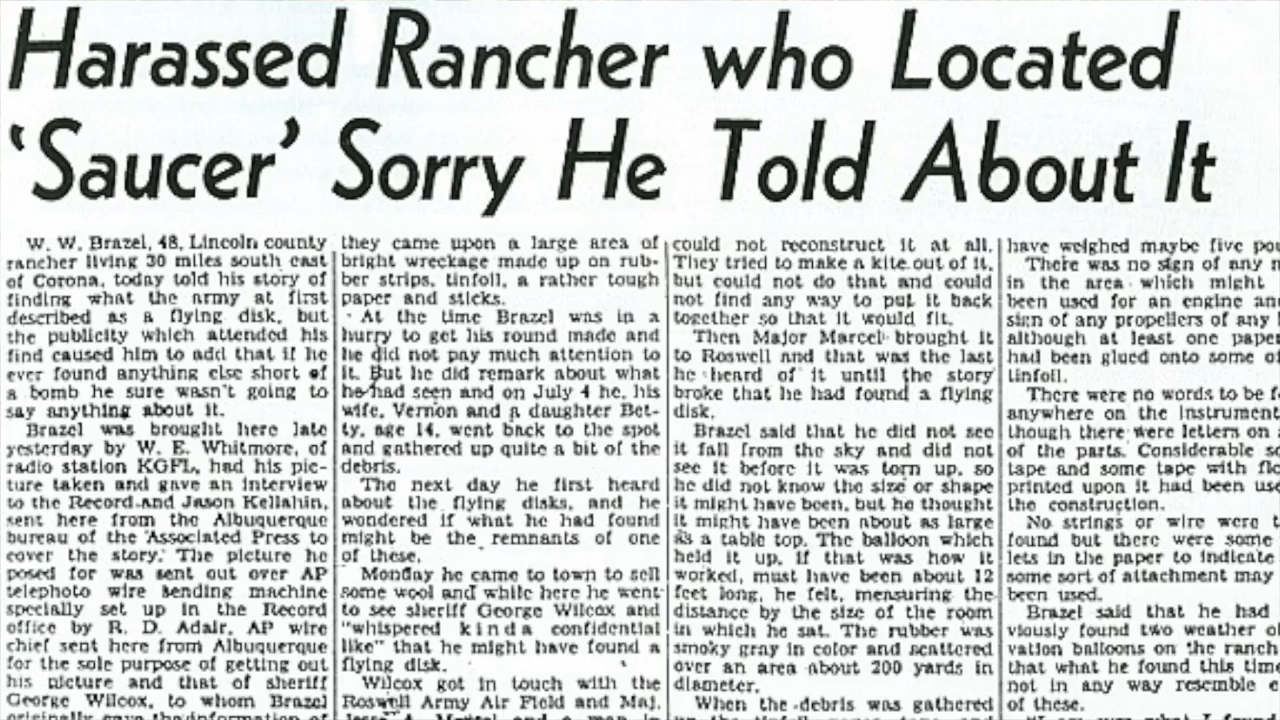 Harassed Rancher who Located
'Saucer' Sorry He Told About It
W. W. Brazel, 48, Lincoln county
rancher living 30 miles south east
of Corona, today told his story of
finding what the army at first
described as a flying disk, but
the publicity which attended his
find caused him to add that if he
ever found anything else short of
a bomb he sure wasn't going to
say anything about it.
Brazel was brought here late
yesterday by W. E. Whitmore, of
radio station KGFL, had his pic-
ture taken and gave an interview
to the Record and Jason Kellahin,
sent here from the Albuquerque
bureau of the Associated Press to
cover the story. The picture he
posed for was sent out over AP
telephoto wire sending machine
specially set up in the Record
office by R. D. Adair, AP wire
chief sent here from Albuquerque
for the sole purpose of getting out
his picture and that of sheriff
George Wilcox, to whom Brazel
originally gave the information of
they came upon a large area of
bright wreckage made up on rub-
ber strips, tinfoil, a rather tough
paper and sticks.
At the time Brazel was in a
hurry to get his round made and
he did not pay much attention to
it. But he did remark about what
he had seen and on July 4 he, his
wife, Vernon and a daughter Bet-
ty, age 14, went back to the spot
and gathered up quite a bit of the
debris.
The next day he first heard
about the flying disks, and he
wondered if what he had found
might be the remnants of one
of these.
Monday he came to town to sell
some wool and while here he went
to see sheriff George Wilcox and
"whispered kinda confidential
like" that he might have found a
flying disk.
Wilcox got in touch with the
Roswell Army Air Field and Maj.
could not reconstruct it at all.
They tried to make a kite out of it,
but could not do that and could
not find any way to put it back
together so that it would fit.
Then Major Marcel brought it
to Roswell and that was the last
he heard of it until the story
broke that he had found a flying
disk.
Brazel said that he did not see
it fall from the sky and did not
see it before it was torn up, so
he did not know the size or shape
it might have been, but he thought
it might have been about as large
as a table top. The balloon which
held it up, if that was how it
worked, must have been about 12
feet long, he felt, measuring the
distance by the size of the room
in which he sat. The rubber was
smoky gray in color and scattered
over an area about 200 yards in
diameter.
When the debris was gathered
have weighed maybe five
There was no sign of any
in the area which might
been used for an engine
sign of any propellers of any
although at least one paper
had been glued onto some
tinfoil.
There were no words to be
anywhere on the
though there were letters on
of the parts. Considerable
tape and some tape with
printed upon it had been
the construction.
No strings or wire were
found but there were some
lets in the paper to indicate
some sort of attachment may
been used.
Brazel said that he had
viously found two weather
vation balloons on the ranch
that what he found this
not in any way resemble
of these.